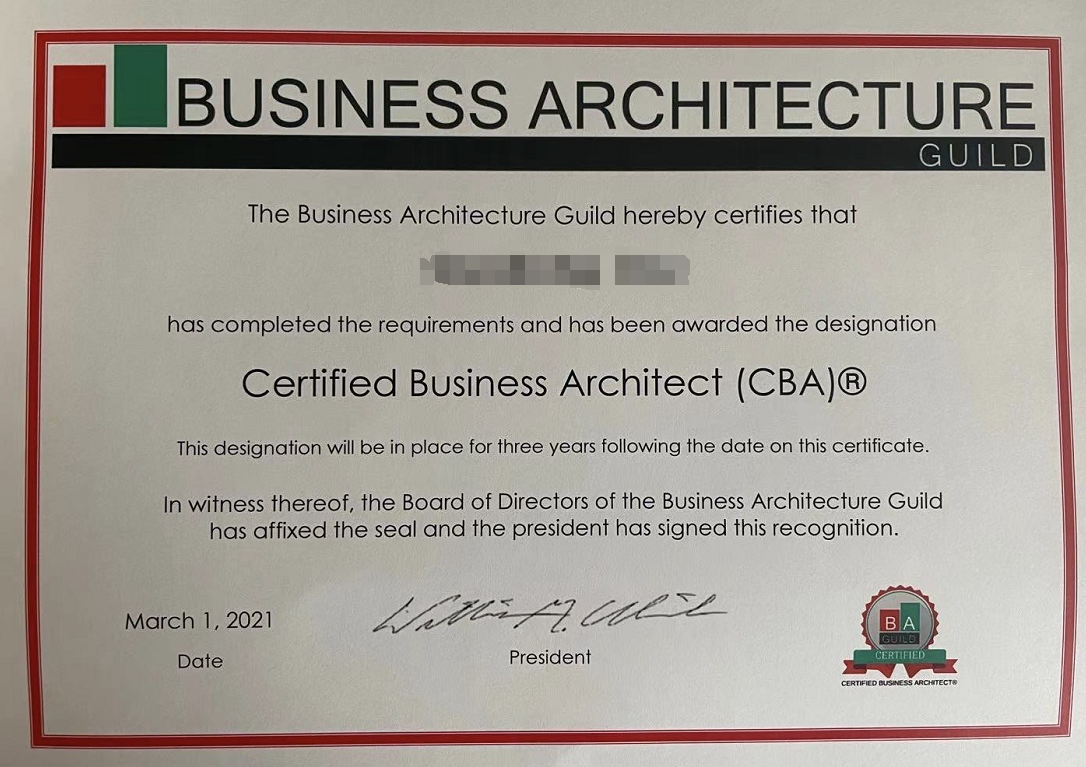 BUSINESS ARCHITECTURE
GUILD
The Business Architecture Guild hereby certifies that
has completed the requirements and has been awarded the designation
Certified Business Architect (CBA)®
This designation will be in place for three years following the date on this certificate.
In witness thereof, the Board of Directors of the Business Architecture Guild
has affixed the seal and the president has signed this recognition.
March 1, 2021
Date
President
BA
GUILD
CERTIFIED
CERTIFIED BUSINESS ARCHITECT®